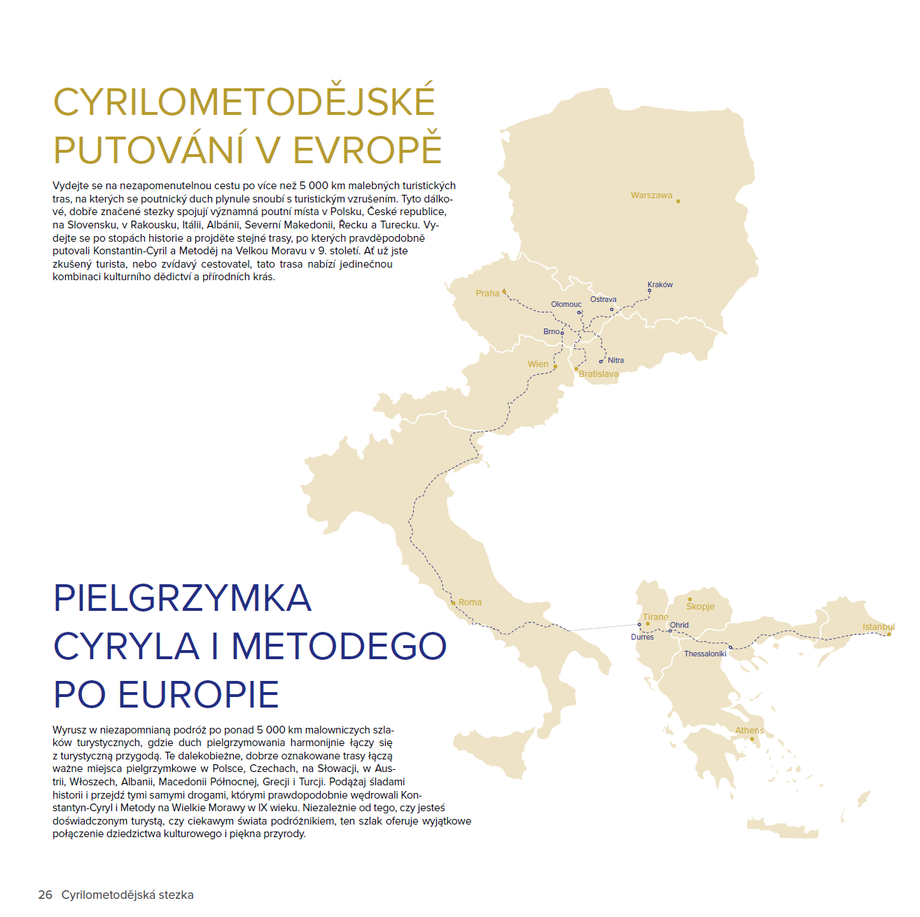 CYRILOMETODĚJSKÉ
PUTOVÁNÍ V EVROPĚ
Vydejte se na nezapomenutelnou cestu po více než 5 000 km malebných turistických
tras, na kterých se poutnický duch plynule snoubí s turistickým vzrušením. Tyto dálko-
vé, dobře značené stezky spojují významná poutní místa v Polsku, České republice,
na Slovensku, v Rakousku, Itálii, Albánii, Severní Makedonii, Řecku a Turecku. Vy-
dejte se po stopách historie a projděte stejné trasy, po kterých pravděpodobně
putovali Konstantin-Cyril a Metoděj na Velkou Moravu v 9. století. Ať už jste
zkušený turista, nebo zvídavý cestovatel, tato trasa nabízí jedinečnou
kombinaci kulturního dědictví a přírodních krás.
Warszawa
Kraków
Praha
Ostrava
Olomouc
Brno
Nitra
Wien
Bratislava
Roma
Skopje
Tirane
Ohrid
Istanbul
Durres
Thessaloniki
Athens
PIELGRZYMKA
CYRYLA I METODEGO
PO EUROPIE
Wyrusz w niezapomnianą podróż po ponad 5 000 km malowniczych szla-
ków turystycznych, gdzie duch pielgrzymowania harmonijnie łączy się
z turystyczną przygodą. Te dalekobieżne, dobrze oznakowane trasy łączą
ważne miejsca pielgrzymkowe w Polsce, Czechach, na Słowacji, w Aus-
trii, Włoszech, Albanii, Macedonii Północnej, Grecji i Turcji. Podążaj śladami
historii i przejdź tymi samymi drogami, którymi prawdopodobnie wędrowali Kon-
stantyn-Cyryl i Metody na Wielkie Morawy w IX wieku. Niezależnie od tego, czy jesteś
doświadczonym turystą, czy ciekawym świata podróżnikiem, ten szlak oferuje wyjątkowe
połączenie dziedzictwa kulturowego i piękna przyrody.
26 Cyrilometodějská stezka